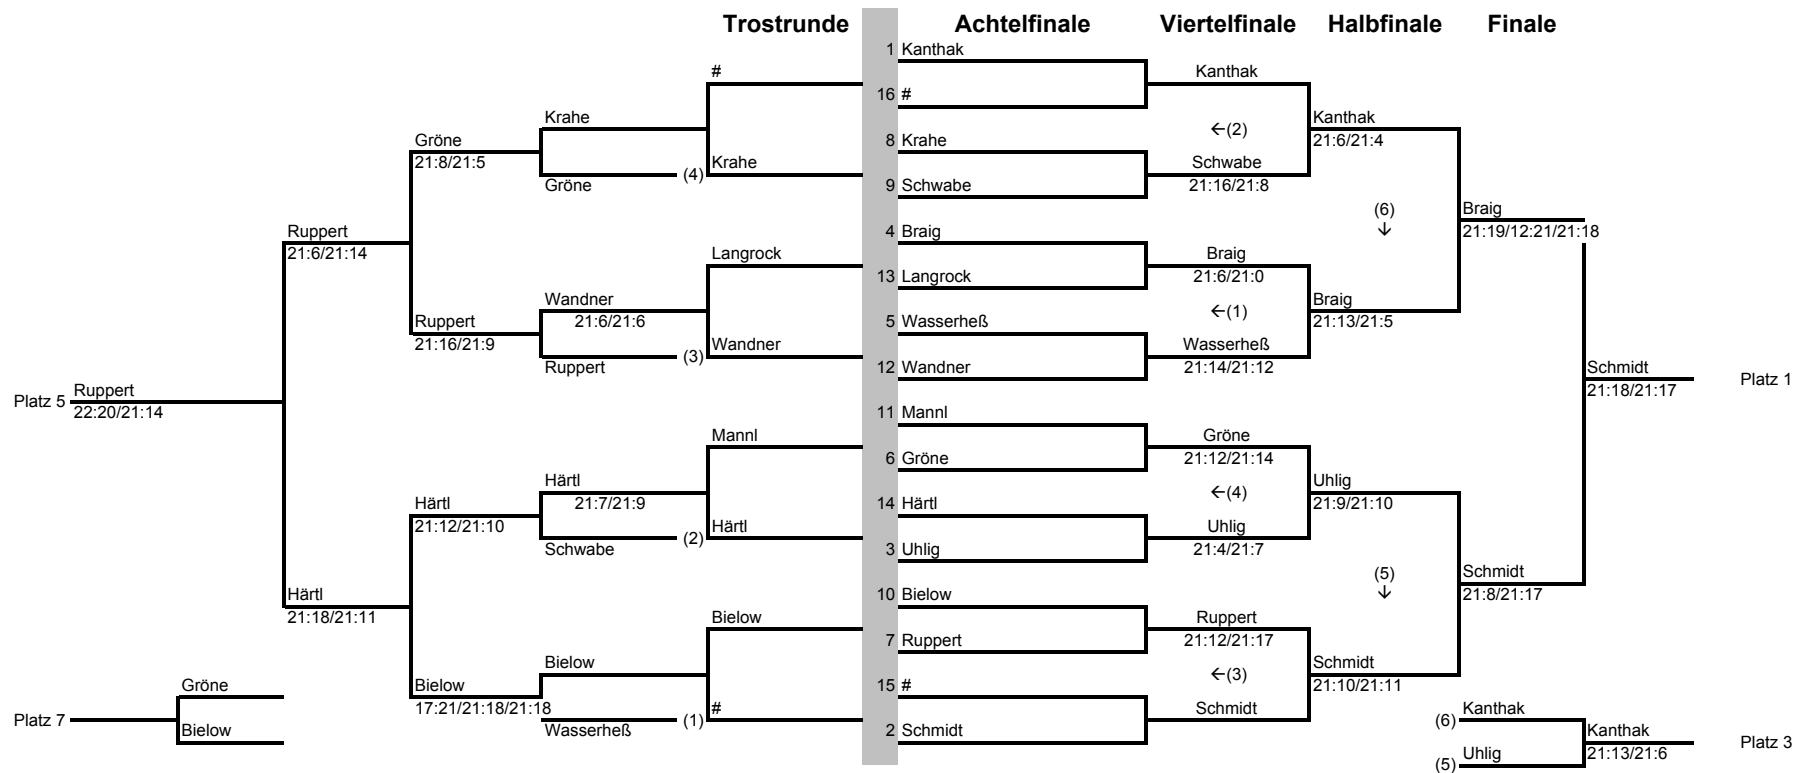 Trostrunde Achtelfinale Viertelfinale Halbfinale Finale
1 Kanthak
# Kanthak
16 #
Krahe Kanthak
←(2)
Gröne 8 Krahe 21:6/21:4
21:8/21:5 Krahe Schwabe
Gröne (4) 9 Schwabe 21:16/21:8
(6) Braig
Ruppert 4 Braig ↓ 21:19/12:21/21:18
21:6/21:14 Langrock Braig
13 Langrock 21:6/21:0
Wandner Braig
Ruppert 21:6/21:6 5 Wasserheß ←(1) 21:13/21:5
21:16/21:9 Wandner Wasserheß
Ruppert (3) 12 Wandner 21:14/21:12 Schmidt
Platz 5 Ruppert 21:18/21:17 Platz 1
22:20/21:14 11 Mannl
Mannl Gröne
6 Gröne 21:12/21:14
Härtl Uhlig
Härtl 21:7/21:9 14 Härtl ←(4) 21:9/21:10
21:12/21:10 Härtl Uhlig
Schwabe (2) 3 Uhlig 21:4/21:7
(5) Schmidt
Härtl 10 Bielow ↓ 21:8/21:17
21:18/21:11 Bielow Ruppert
7 Ruppert 21:12/21:17
Bielow Schmidt
Gröne Bielow 15 # ←(3) 21:10/21:11
17:21/21:18/21:18 # Schmidt Kanthak
Platz 7 Wasserheß (1) (6) Kanthak
Bielow 2 Schmidt Uhlig 21:13/21:6 Platz 3
(5)